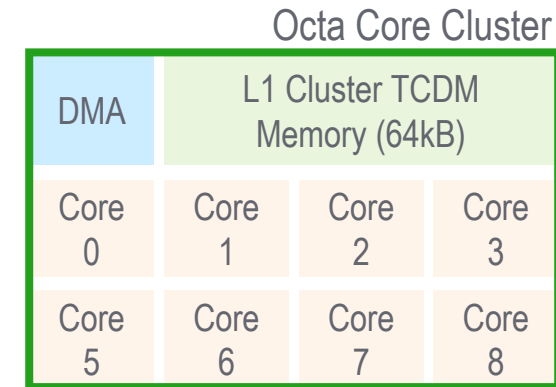 Octa Core Cluster
DMA
L1 Cluster TCDM
Memory (64kB)
Core
0
Core
1
Core
2
Core
3
Core
5
Core
6
Core
7
Core
8